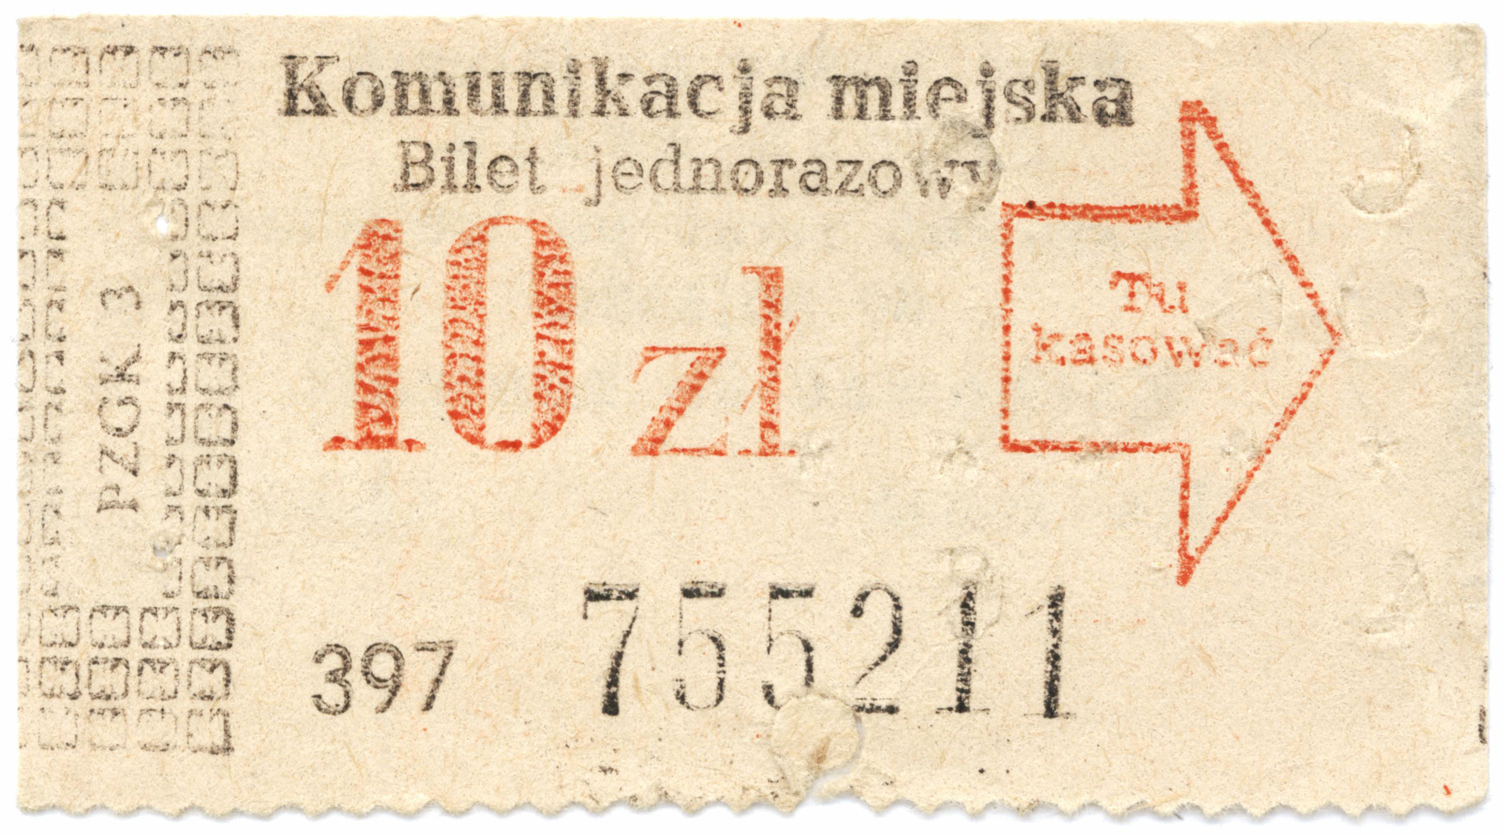 Komunikacja miejska
Bilet jednorazowy
10 zł
Tu
kasować
PZGK 3
397 755211